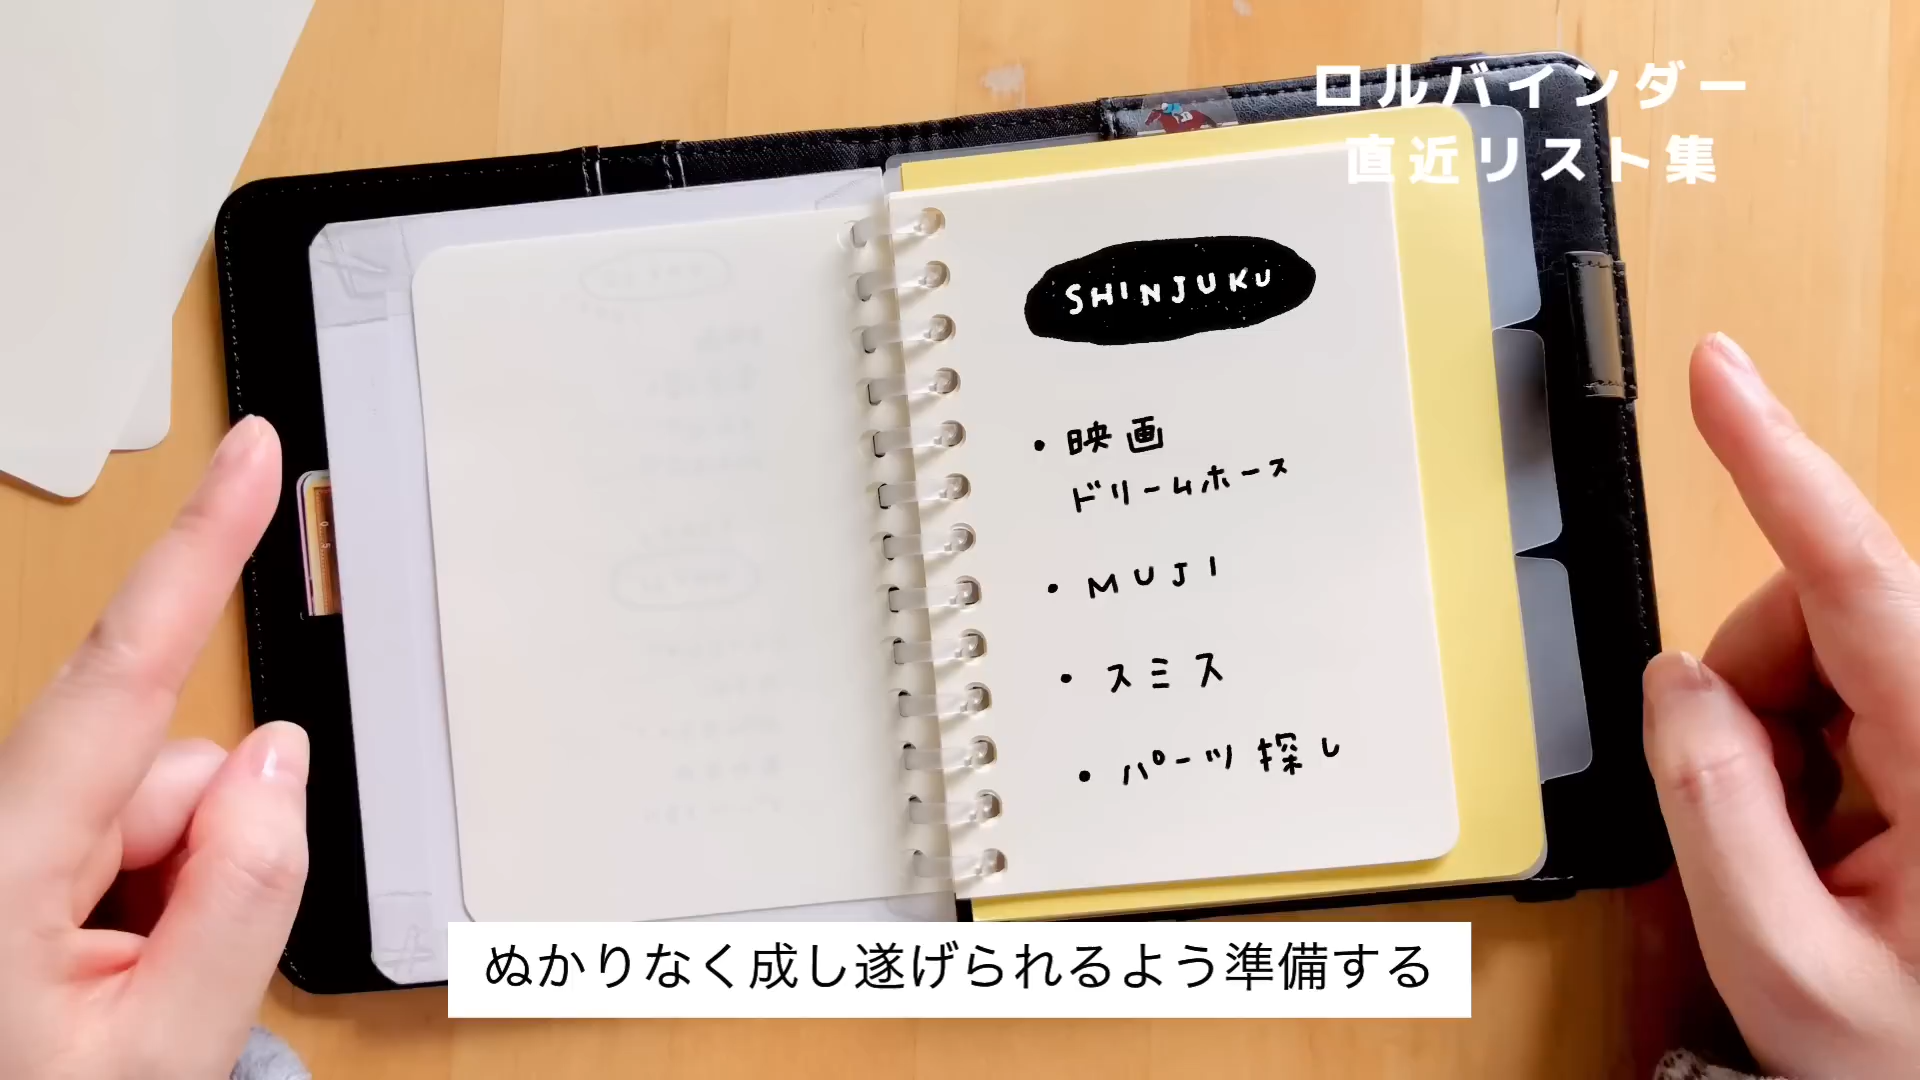 ロルバインダー
直近リスト集
SHINJUKU
・映画
ドリームホース
・MUJI
・スミス
・パーツ探し
ぬかりなく成し遂げられるよう準備する